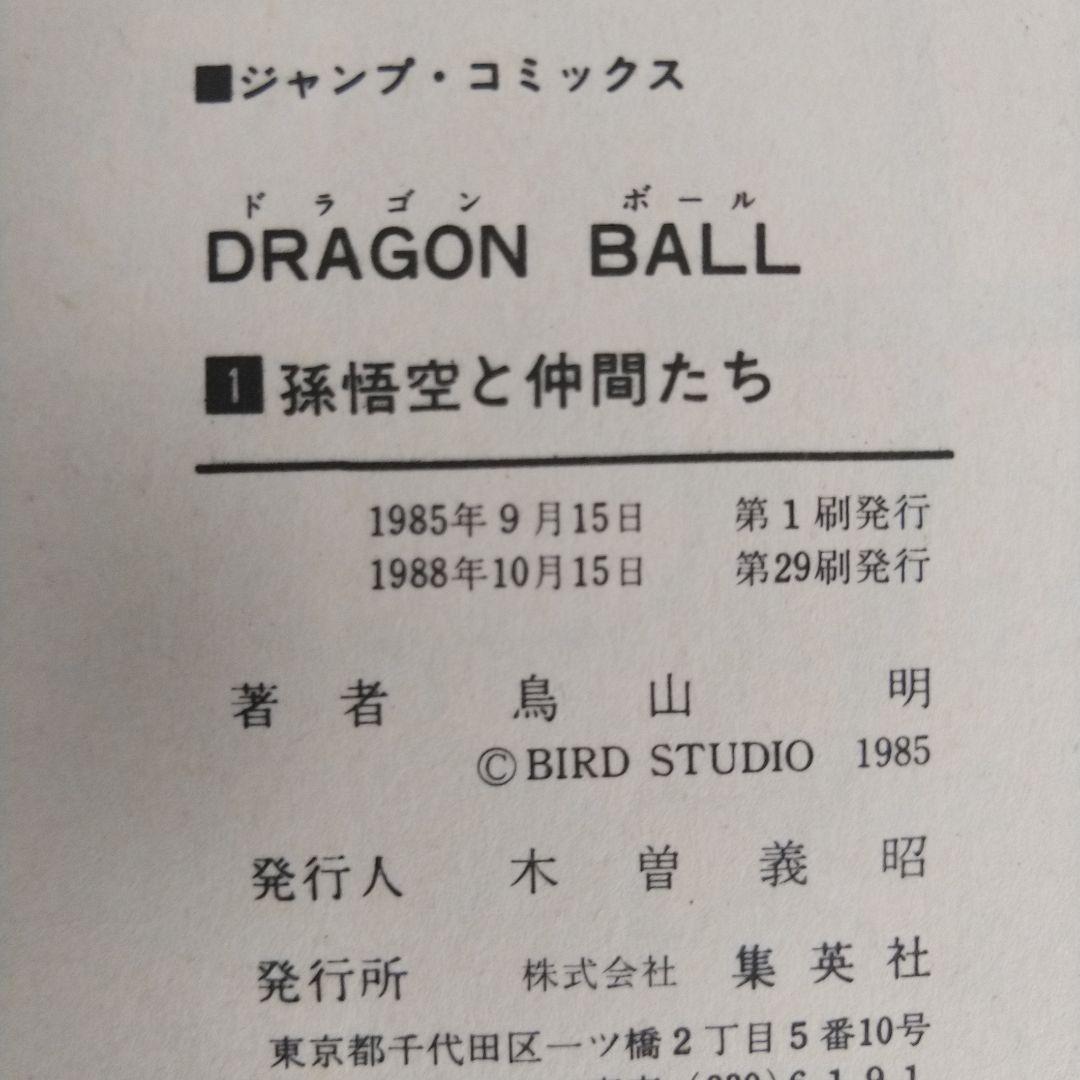 ■ジャンプ・コミックス
ドラゴン ボール
DRAGON BALL
1 孫悟空と仲間たち
1985年9月15日 第1刷発行
1988年10月15日 第29刷発行
著者 鳥山明
©BIRD STUDIO 1985
発行人 木曽義昭
発行所 株式会社 集英社
東京都千代田区一ツ橋2丁目5番10号